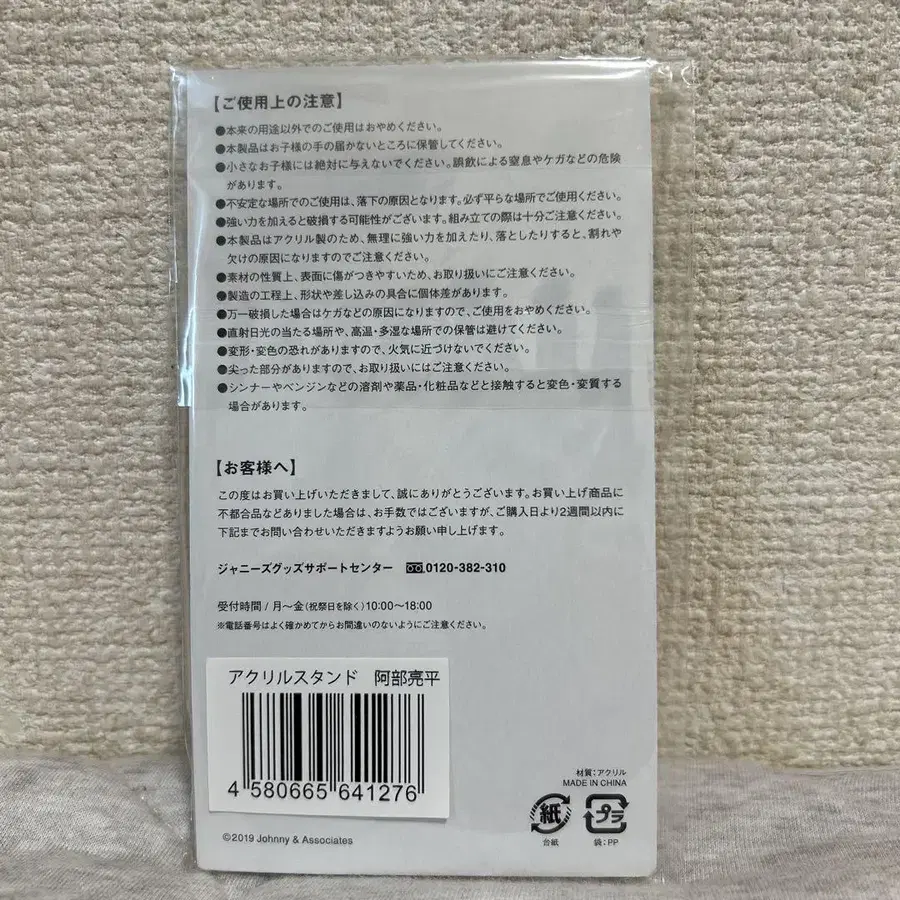 【ご使用上の注意】
●本来の用途以外でのご使用はおやめください。
●本製品はお子様の手の届かないところに保管してください。
●小さなお子様には絶対に与えないでください。誤飲による窒息やケガなどの危険
があります。
●不安定な場所でのご使用は、落下の原因となります。必ず平らな場所でご使用ください。
●強い力を加えると破損する可能性がございます。組み立ての際は十分ご注意ください。
●本製品はアクリル製のため、無理に強い力を加えたり、落としたりすると、割れや
欠けの原因になりますのでご注意ください。
●素材の性質上、表面に傷がつきやすいため、お取り扱いにご注意ください。
●製造の工程上、形状や差し込みの具合に個体差があります。
●万一破損した場合はケガなどの原因になりますので、ご使用をおやめください。
●直射日光の当たる場所や、高温・多湿な場所での保管は避けてください。
●変形・変色の恐れがありますので、火気に近づけないでください。
●尖った部分がありますので、お取り扱いにはご注意ください。
●シンナーやベンジンなどの溶剤や薬品・化粧品などと接触すると変色・変質する
場合があります。
【お客様へ】
この度はお買い上げいただきまして、誠にありがとうございます。お買い上げ商品に
不都合品などありました場合は、お手数ではございますが、ご購入日より2週間以内に
下記までお問い合わせいただきますようお願い申し上げます。
ジャニーズグッズサポートセンター 0120-382-310
受付時間 / 月〜金(祝祭日を除く)10:00〜18:00
※電話番号はよく確かめてからお間違いのないようにご注意ください。
アクリルスタンド 阿部亮平
4 580665 641276
材質:アクリル
MADE IN CHINA
紙 プラ
台紙 袋:PP
©2019 Johnny & Associates